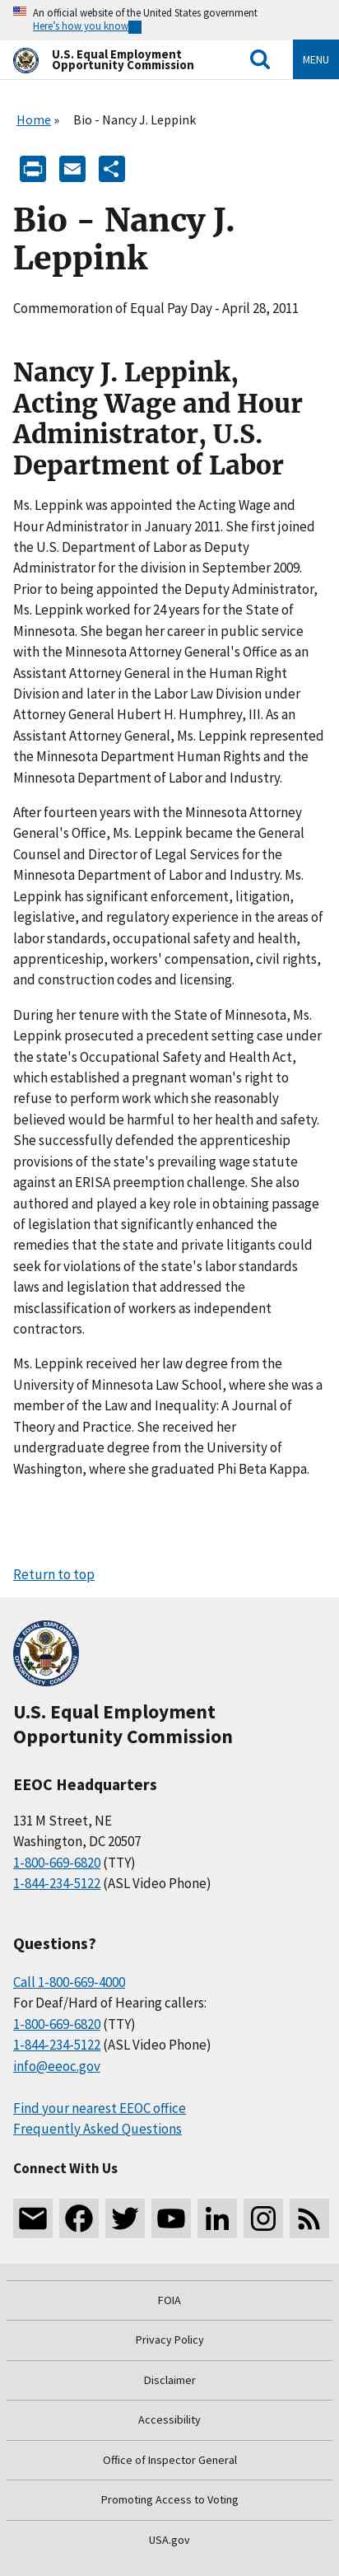 An official website of the United States government
Here's how you know
U.S. Equal Employment
Opportunity Commission
MENU
Home » Bio - Nancy J. Leppink
Bio - Nancy J.
Leppink
Commemoration of Equal Pay Day - April 28, 2011
Nancy J. Leppink,
Acting Wage and Hour
Administrator, U.S.
Department of Labor
Ms. Leppink was appointed the Acting Wage and
Hour Administrator in January 2011. She first joined
the U.S. Department of Labor as Deputy
Administrator for the division in September 2009.
Prior to being appointed the Deputy Administrator,
Ms. Leppink worked for 24 years for the State of
Minnesota. She began her career in public service
with the Minnesota Attorney General's Office as an
Assistant Attorney General in the Human Right
Division and later in the Labor Law Division under
Attorney General Hubert H. Humphrey, III. As an
Assistant Attorney General, Ms. Leppink represented
the Minnesota Department Human Rights and the
Minnesota Department of Labor and Industry.
After fourteen years with the Minnesota Attorney
General's Office, Ms. Leppink became the General
Counsel and Director of Legal Services for the
Minnesota Department of Labor and Industry. Ms.
Leppink has significant enforcement, litigation,
legislative, and regulatory experience in the areas of
labor standards, occupational safety and health,
apprenticeship, workers' compensation, civil rights,
and construction codes and licensing.
During her tenure with the State of Minnesota, Ms.
Leppink prosecuted a precedent setting case under
the state's Occupational Safety and Health Act,
which established a pregnant woman's right to
refuse to perform work which she reasonably
believed would be harmful to her health and safety.
She successfully defended the apprenticeship
provisions of the state's prevailing wage statute
against an ERISA preemption challenge. She also
authored and played a key role in obtaining passage
of legislation that significantly enhanced the
remedies that the state and private litigants could
seek for violations of the state's labor standards
laws and legislation that addressed the
misclassification of workers as independent
contractors.
Ms. Leppink received her law degree from the
University of Minnesota Law School, where she was a
member of the Law and Inequality: A Journal of
Theory and Practice. She received her
undergraduate degree from the University of
Washington, where she graduated Phi Beta Kappa.
Return to top
U.S. Equal Employment
Opportunity Commission
EEOC Headquarters
131 M Street, NE
Washington, DC 20507
1-800-669-6820 (TTY)
1-844-234-5122 (ASL Video Phone)
Questions?
Call 1-800-669-4000
For Deaf/Hard of Hearing callers:
1-800-669-6820 (TTY)
1-844-234-5122 (ASL Video Phone)
info@eeoc.gov
Find your nearest EEOC office
Frequently Asked Questions
Connect With Us
FOIA
Privacy Policy
Disclaimer
Accessibility
Office of Inspector General
Promoting Access to Voting
USA.gov